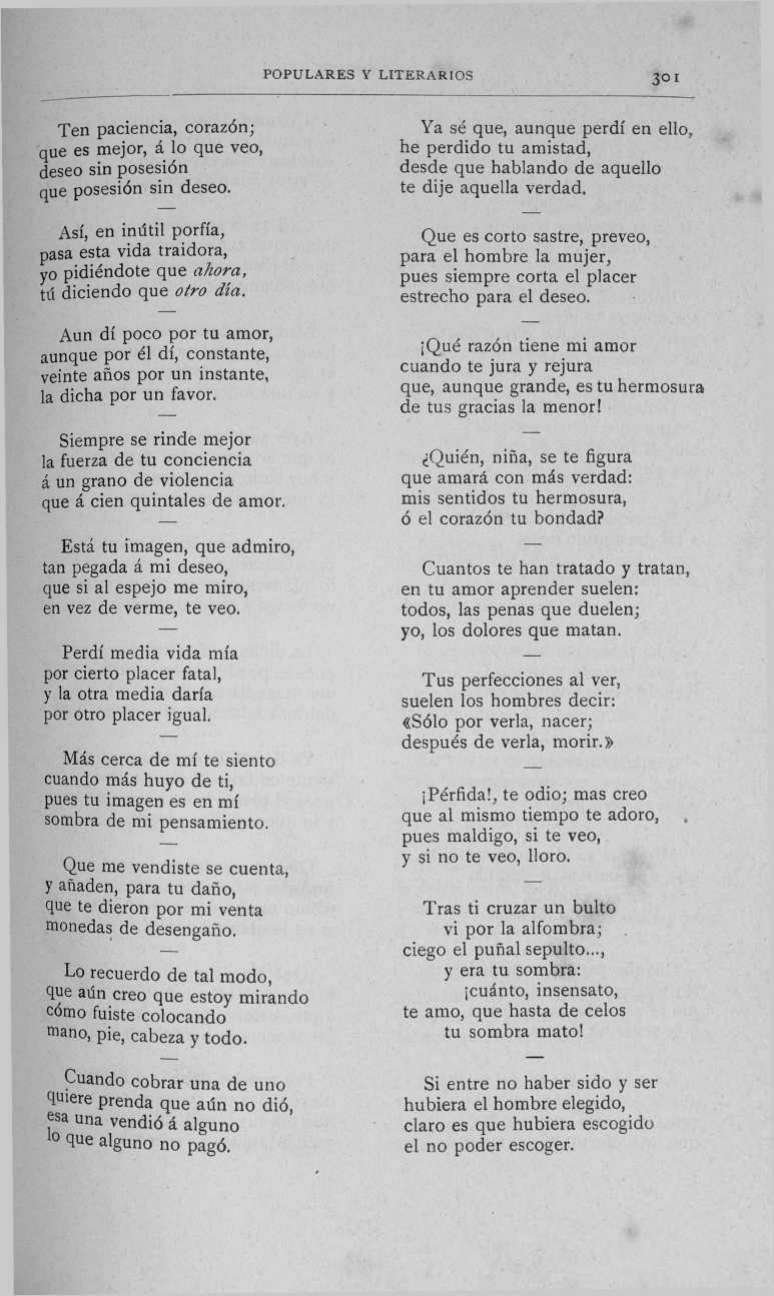 POPULARES Y LITERARIOS 301
Ten paciencia, corazón;
que es mejor, á lo que veo,
deseo sin posesión
que posesión sin deseo.
—
Así, en inútil porfía,
pasa esta vida traidora,
yo pidiéndote que ahora,
tú diciendo que otro día.
—
Aun dí poco por tu amor,
aunque por él dí, constante,
veinte años por un instante,
la dicha por un favor.
—
Siempre se rinde mejor
la fuerza de tu conciencia
á un grano de violencia
que á cien quintales de amor.
—
Está tu imagen, que admiro,
tan pegada á mi deseo,
que si al espejo me miro,
en vez de verme, te veo.
—
Perdí media vida mía
por cierto placer fatal,
y la otra media daría
por otro placer igual.
—
Más cerca de mí te siento
cuando más huyo de ti,
pues tu imagen es en mí
sombra de mi pensamiento.
—
Que me vendiste se cuenta,
y añaden, para tu daño,
que te dieron por mi venta
monedas de desengaño.
—
Lo recuerdo de tal modo,
que aún creo que estoy mirando
cómo fuiste colocando
mano, pie, cabeza y todo.
—
Cuando cobrar una de uno
quiere prenda que aún no dió,
esa una vendió á alguno
lo que alguno no pagó.
Ya sé que, aunque perdí en ello,
he perdido tu amistad,
desde que hablando de aquello
te dije aquella verdad.
—
Que es corto sastre, preveo,
para el hombre la mujer,
pues siempre corta el placer
estrecho para el deseo.
—
¡Qué razón tiene mi amor
cuando te jura y rejura
que, aunque grande, es tu hermosura
de tus gracias la menor!
—
¿Quién, niña, se te figura
que amará con más verdad:
mis sentidos tu hermosura,
ó el corazón tu bondad?
—
Cuantos te han tratado y tratan,
en tu amor aprender suelen:
todos, las penas que duelen;
yo, los dolores que matan.
—
Tus perfecciones al ver,
suelen los hombres decir:
«Sólo por verla, nacer;
después de verla, morir.»
—
¡Pérfida!, te odio; mas creo
que al mismo tiempo te adoro,
pues maldigo, si te veo,
y si no te veo, lloro.
—
Tras ti cruzar un bulto
vi por la alfombra;
ciego el puñal sepulto...,
y era tu sombra:
¡cuánto, insensato,
te amo, que hasta de celos
tu sombra mato!
—
Si entre no haber sido y ser
hubiera el hombre elegido,
claro es que hubiera escogido
el no poder escoger.